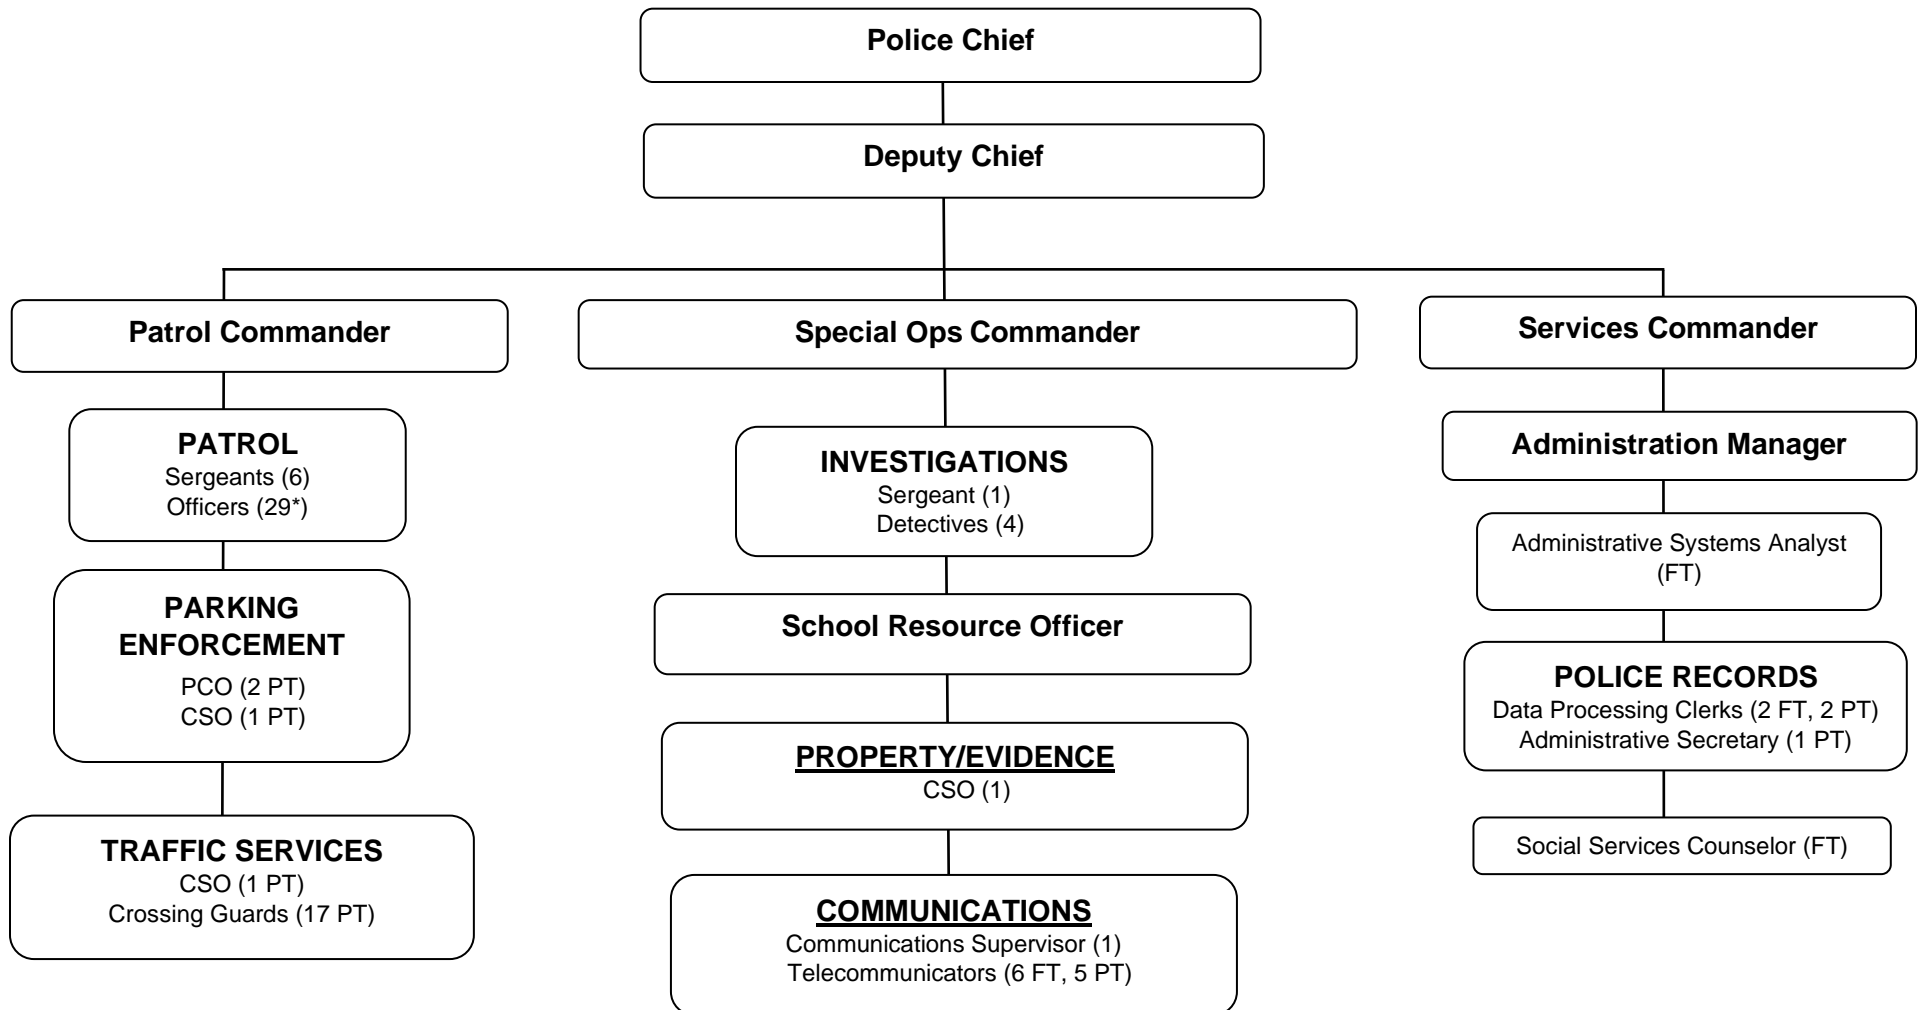 Police Chief
Deputy Chief
Patrol Commander
Special Ops Commander
Services Commander
PATROL
Sergeants (6)
Officers (29*)
PARKING
ENFORCEMENT
PCO (2 PT)
CSO (1 PT)
TRAFFIC SERVICES
CSO (1 PT)
Crossing Guards (17 PT)
INVESTIGATIONS
Sergeant (1)
Detectives (4)
School Resource Officer
PROPERTY/EVIDENCE
CSO (1)
COMMUNICATIONS
Communications Supervisor (1)
Telecommunicators (6 FT, 5 PT)
Administration Manager
Administrative Systems Analyst
(FT)
POLICE RECORDS
Data Processing Clerks (2 FT, 2 PT)
Administrative Secretary (1 PT)
Social Services Counselor (FT)